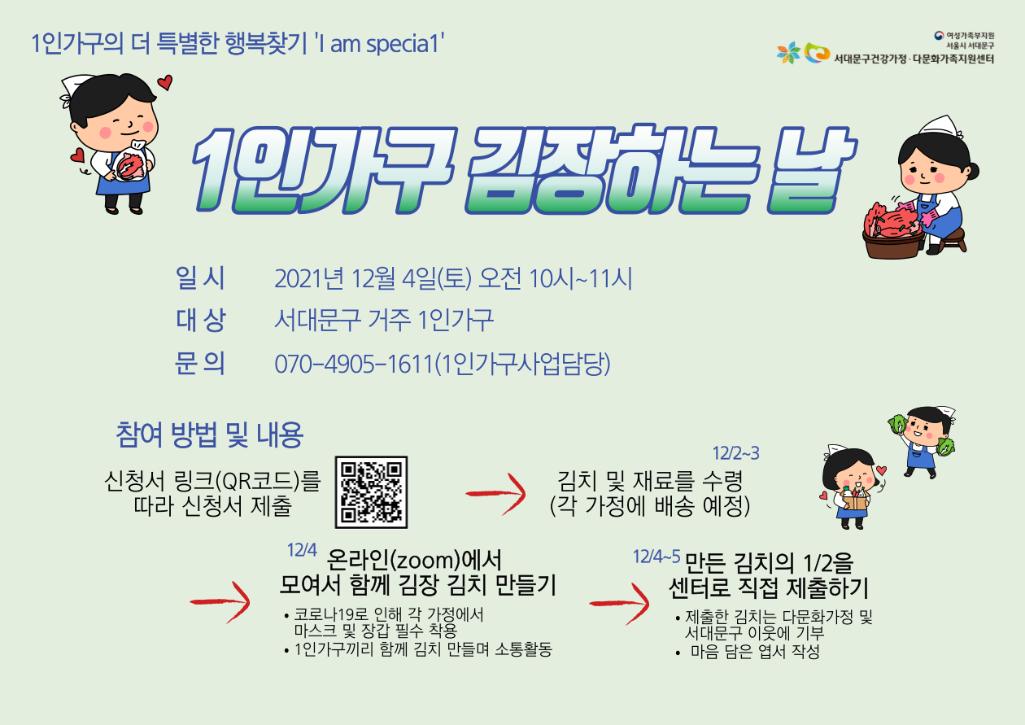 1인가구의 더 특별한 행복찾기 'I am specia1'
여성가족부지원
서울시 서대문구
서대문구건강가정·다문화가족지원센터
1인가구 김장하는 날
일시 2021년 12월 4일(토) 오전 10시~11시
대상 서대문구 거주 1인가구
문의 070-4905-1611(1인가구사업담당)
참여 방법 및 내용
신청서 링크(QR코드)를
따라 신청서 제출
12/2~3
김치 및 재료를 수령
(각 가정에 배송 예정)
12/4 온라인(zoom)에서
모여서 함께 김장 김치 만들기
• 코로나19로 인해 각 가정에서
마스크 및 장갑 필수 착용
• 1인가구끼리 함께 김치 만들며 소통활동
12/4~5 만든 김치의 1/2을
센터로 직접 제출하기
• 제출한 김치는 다문화가정 및
서대문구 이웃에 기부
• 마음 담은 엽서 작성